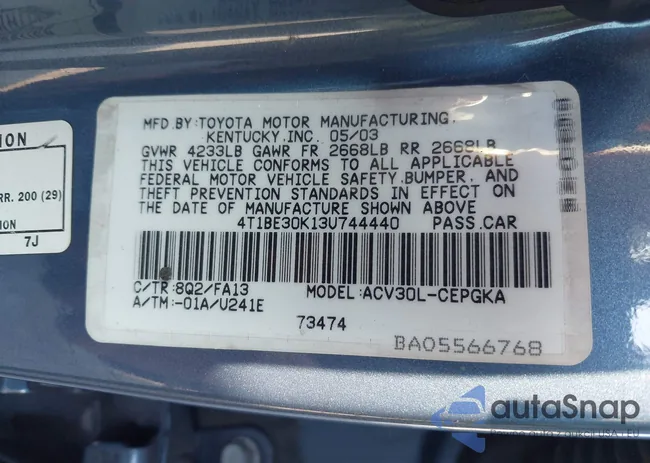 ION
RR. 200 (29)
ION
7J
MFD.BY:TOYOTA MOTOR MANUFACTURING,
KENTUCKY,INC. 05/03
GVWR 4233LB GAWR FR 2668LB RR 2668LB
THIS VEHICLE CONFORMS TO ALL APPLICABLE
FEDERAL MOTOR VEHICLE SAFETY,BUMPER, AND
THEFT PREVENTION STANDARDS IN EFFECT ON
THE DATE OF MANUFACTURE SHOWN ABOVE
4T1BE30K13U744440 PASS.CAR
C/TR:8Q2/FA13 MODEL:ACV30L-CEPGKA
A/TM:-01A/U241E
73474
BA05566768
autaSnap